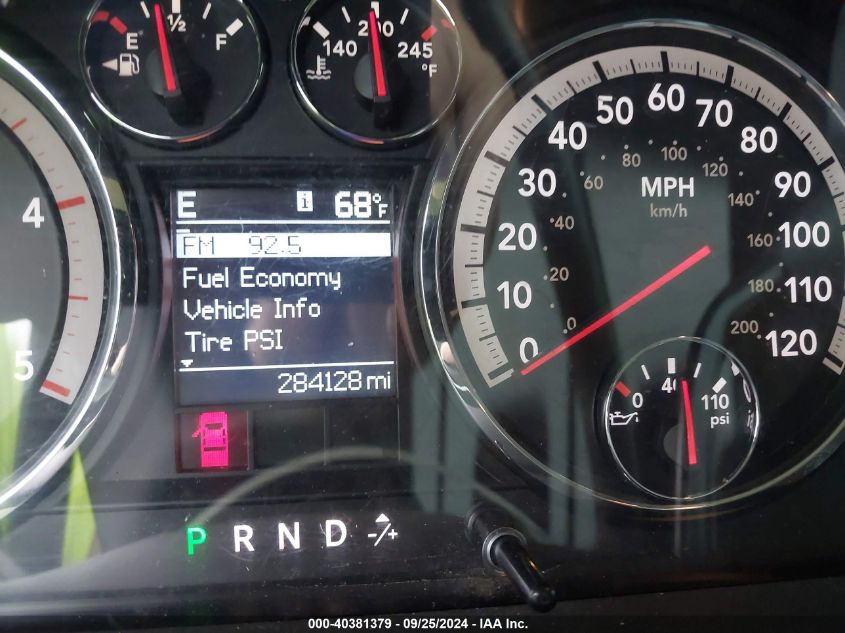 E
1/2
F
140
200
245
°F
4
5
E
i
68°F
FM 92.5
Fuel Economy
Vehicle Info
Tire PSI
284128 mi
P R N D -/+
0
10
20
30
40
50
60
70
80
90
100
110
120
MPH
km/h
0
20
40
60
80
100
120
140
160
180
200
0
40
110
psi
000-40381379 - 09/25/2024 - IAA Inc.